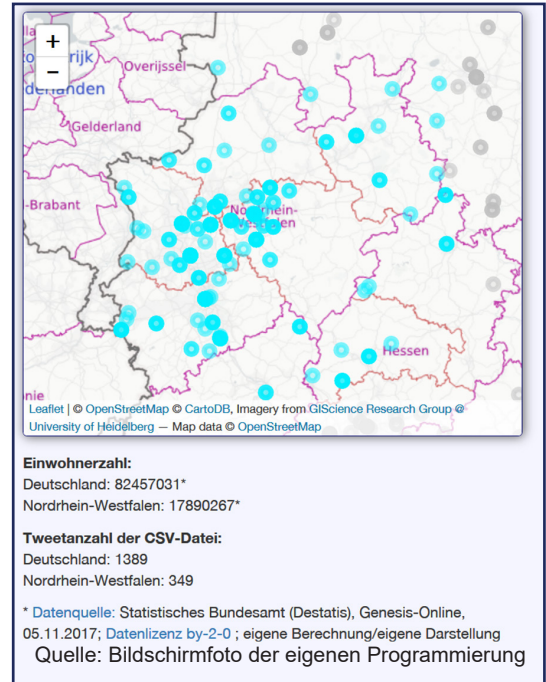 +
−
rijk
Overijssel
derlanden
Gelderland
-Brabant
Nordrhein-
Westfalen
Hessen
nie
Leaflet | © OpenStreetMap © CartoDB, Imagery from GIScience Research Group @
University of Heidelberg — Map data © OpenStreetMap
Einwohnerzahl:
Deutschland: 82457031*
Nordrhein-Westfalen: 17890267*
Tweetanzahl der CSV-Datei:
Deutschland: 1389
Nordrhein-Westfalen: 349
* Datenquelle: Statistisches Bundesamt (Destatis), Genesis-Online,
05.11.2017; Datenlizenz by-2-0 ; eigene Berechnung/eigene Darstellung
Quelle: Bildschirmfoto der eigenen Programmierung